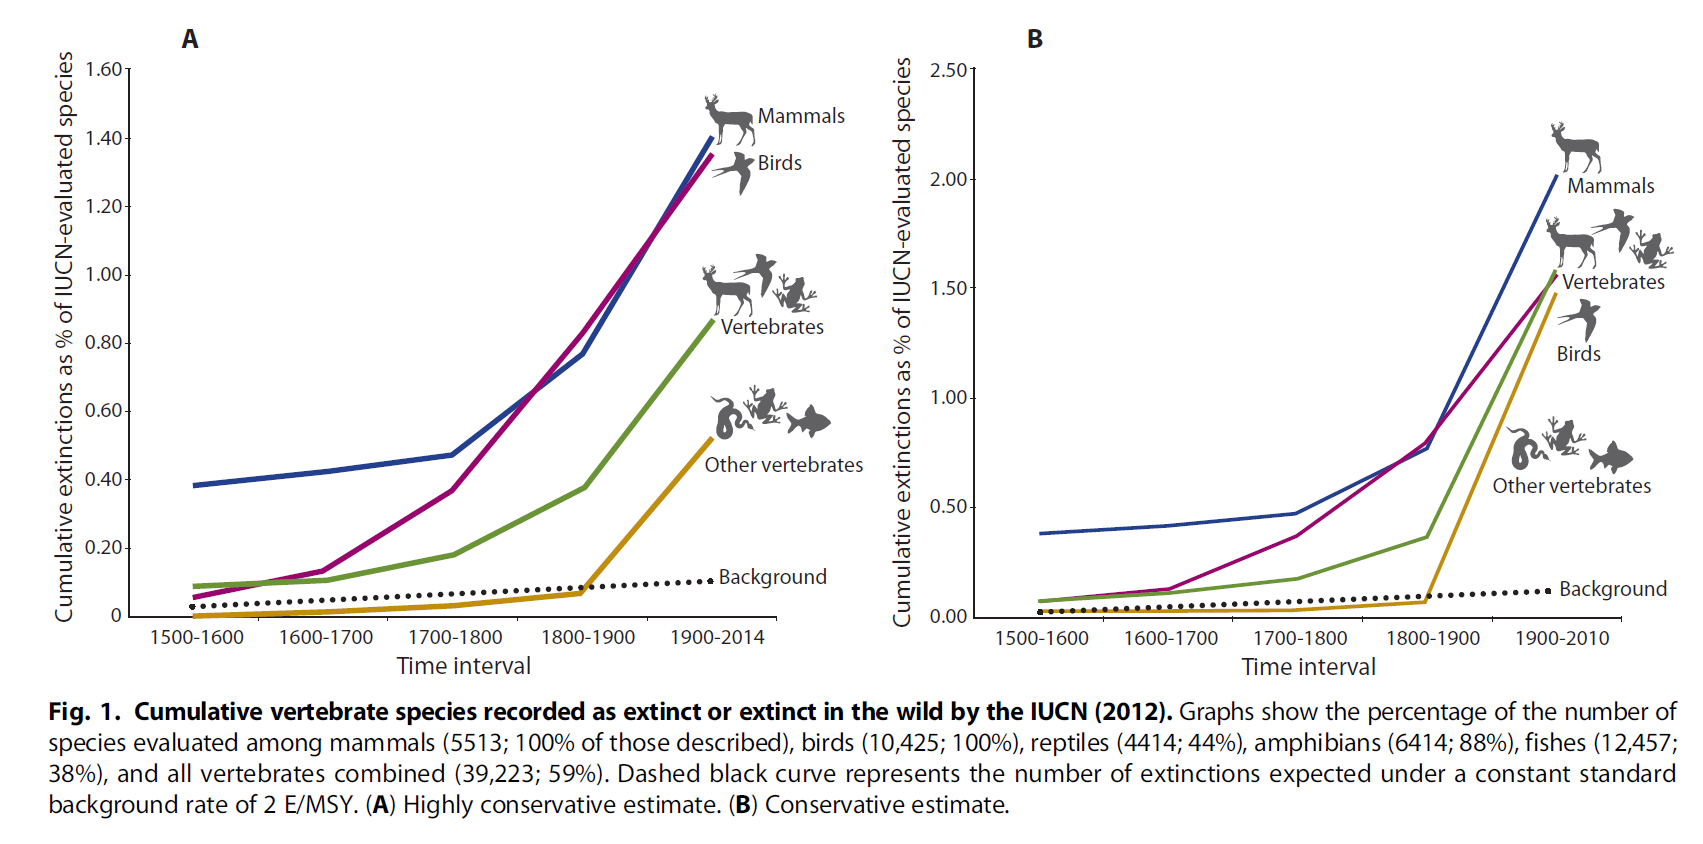 A
Cumulative extinctions as % of IUCN-evaluated species
1.60
1.40
1.20
1.00
0.80
0.60
0.40
0.20
0
Mammals
Birds
Vertebrates
Other vertebrates
Background
1500-1600 1600-1700 1700-1800 1800-1900 1900-2014
Time interval
B
Cumulative extinctions as % of IUCN-evaluated species
2.50
2.00
1.50
1.00
0.50
0.00
Mammals
Vertebrates
Birds
Other vertebrates
Background
1500-1600 1600-1700 1700-1800 1800-1900 1900-2010
Time interval
Fig. 1. Cumulative vertebrate species recorded as extinct or extinct in the wild by the IUCN (2012). Graphs show the percentage of the number of
species evaluated among mammals (5513; 100% of those described), birds (10,425; 100%), reptiles (4414; 44%), amphibians (6414; 88%), fishes (12,457;
38%), and all vertebrates combined (39,223; 59%). Dashed black curve represents the number of extinctions expected under a constant standard
background rate of 2 E/MSY. (A) Highly conservative estimate. (B) Conservative estimate.